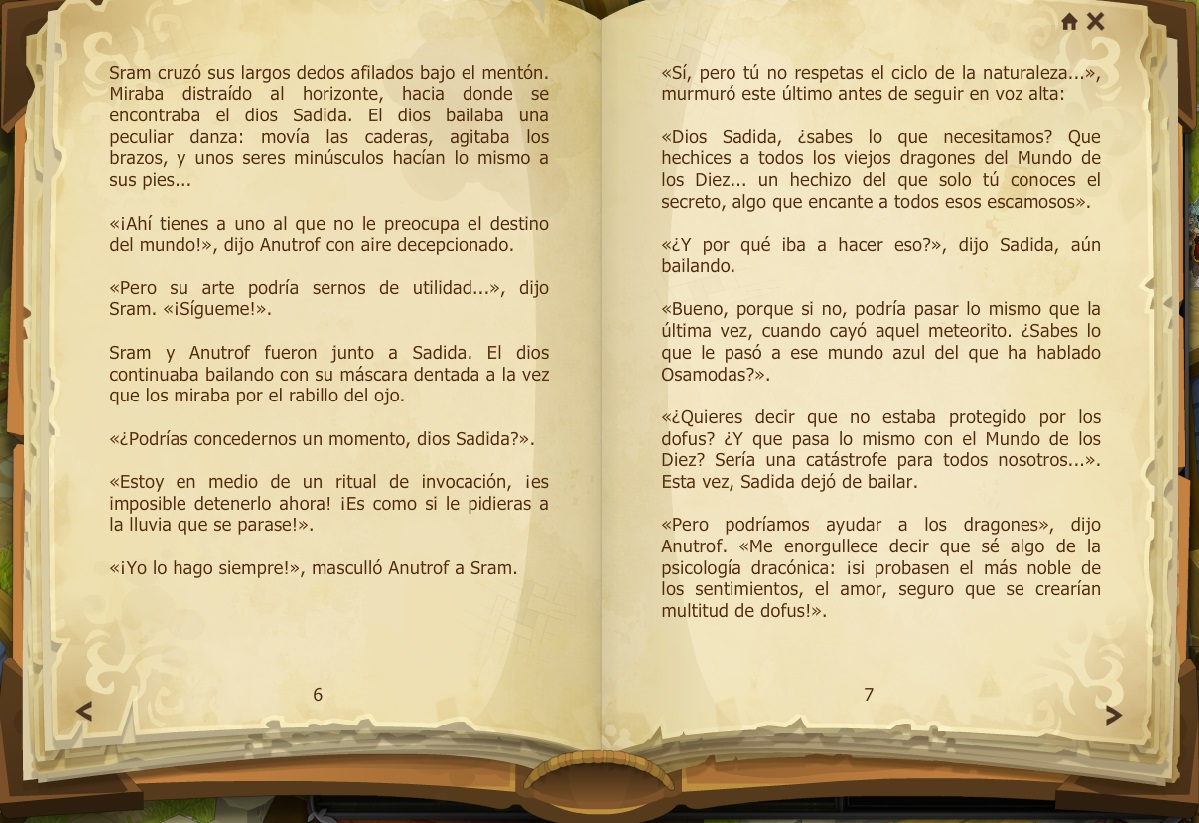 Sram cruzó sus largos dedos afilados bajo el mentón.
Miraba distraído al horizonte, hacia donde se
encontraba el dios Sadida. El dios bailaba una
peculiar danza: movía las caderas, agitaba los
brazos, y unos seres minúsculos hacían lo mismo a
sus pies...
«¡Ahí tienes a uno al que no le preocupa el destino
del mundo!», dijo Anutrof con aire decepcionado.
«Pero su arte podría sernos de utilidad...», dijo
Sram. «¡Sígueme!».
Sram y Anutrof fueron junto a Sadida. El dios
continuaba bailando con su máscara dentada a la vez
que los miraba por el rabillo del ojo.
«¿Podrías concedernos un momento, dios Sadida?».
«Estoy en medio de un ritual de invocación, ¡es
imposible detenerlo ahora! ¡Es como si le pidieras a
la lluvia que se parase!».
«¡Yo lo hago siempre!», masculló Anutrof a Sram.
6
«Sí, pero tú no respetas el ciclo de la naturaleza...»,
murmuró este último antes de seguir en voz alta:
«Dios Sadida, ¿sabes lo que necesitamos? Que
hechices a todos los viejos dragones del Mundo de
los Diez... un hechizo del que solo tú conoces el
secreto, algo que encante a todos esos escamosos».
«¿Y por qué iba a hacer eso?», dijo Sadida, aún
bailando.
«Bueno, porque si no, podría pasar lo mismo que la
última vez, cuando cayó aquel meteorito. ¿Sabes lo
que le pasó a ese mundo azul del que ha hablado
Osamodas?».
«¿Quieres decir que no estaba protegido por los
dofus? ¿Y que pasa lo mismo con el Mundo de los
Diez? Sería una catástrofe para todos nosotros...».
Esta vez, Sadida dejó de bailar.
«Pero podríamos ayudar a los dragones», dijo
Anutrof. «Me enorgullece decir que sé algo de la
psicología dracónica: ¡si probasen el más noble de
los sentimientos, el amor, seguro que se crearían
multitud de dofus!».
7